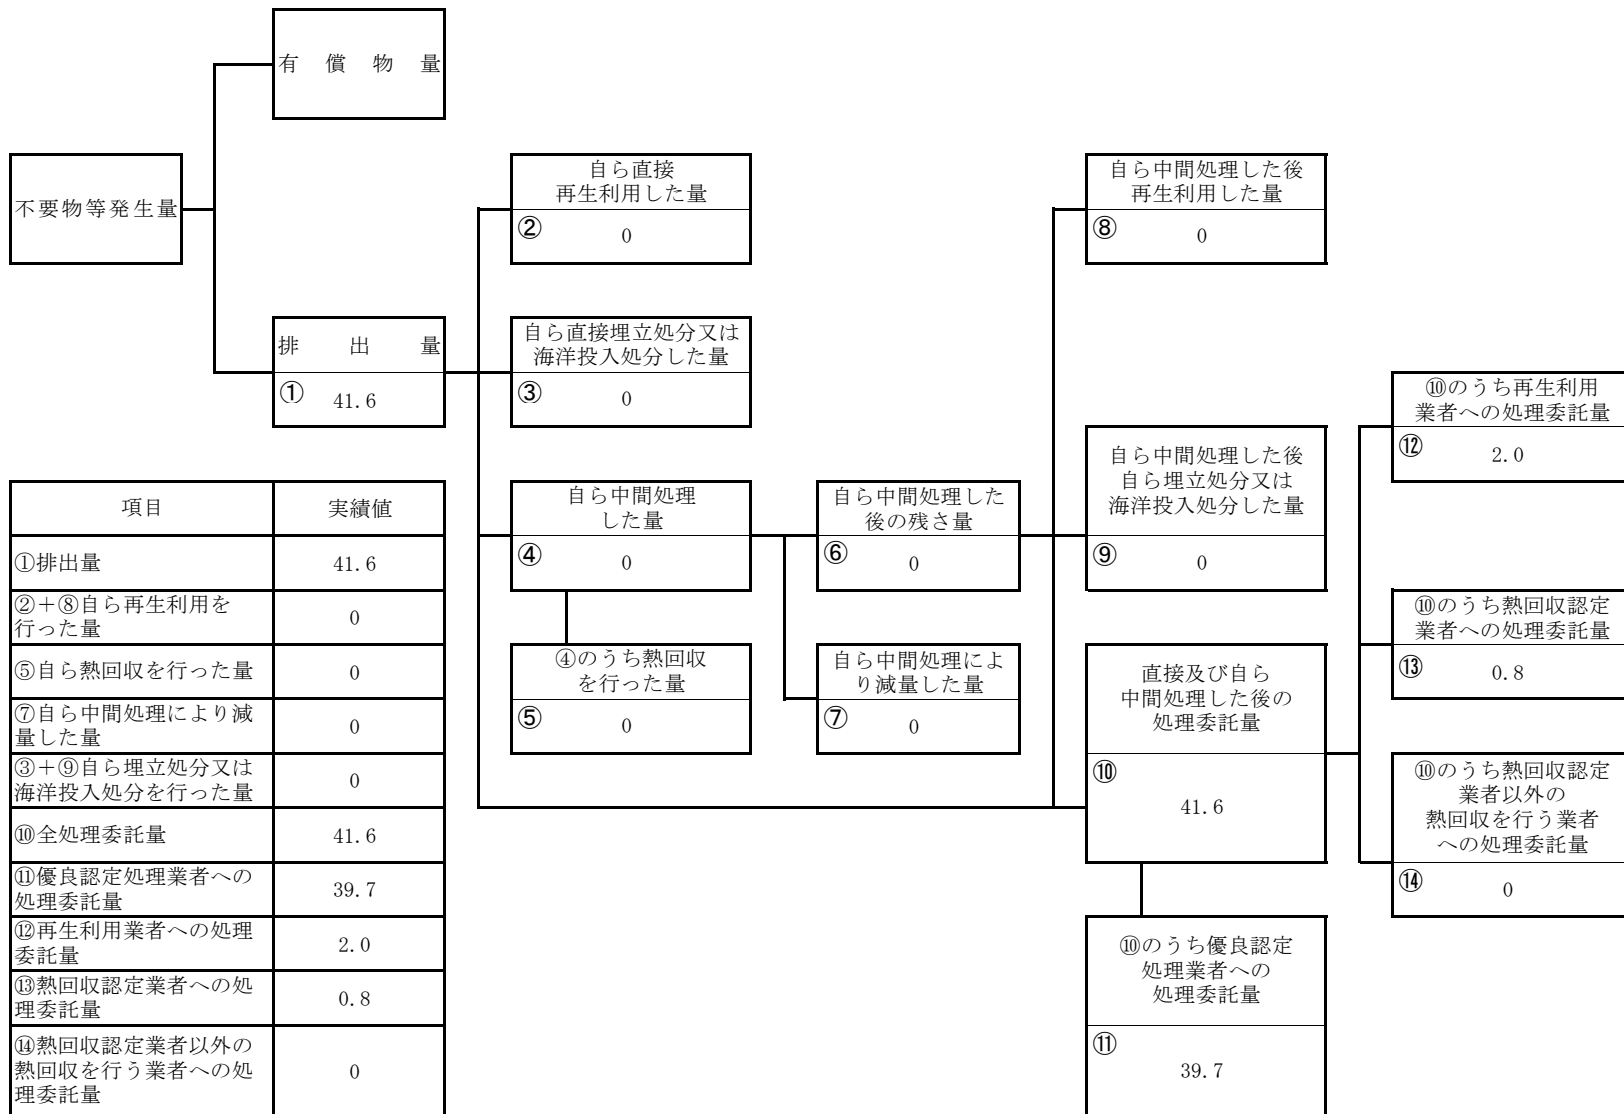 有償物量
不要物等発生量
排出量
① 41.6
自ら直接
再生利用した量
② 0
自ら直接埋立処分又は
海洋投入処分した量
③ 0
自ら中間処理
した量
④ 0
④のうち熱回収
を行った量
⑤ 0
自ら中間処理した
後の残さ量
⑥ 0
自ら中間処理によ
り減量した量
⑦ 0
自ら中間処理した後
再生利用した量
⑧ 0
自ら中間処理した後
自ら埋立処分又は
海洋投入処分した量
⑨ 0
直接及び自ら
中間処理した後の
処理委託量
⑩
41.6
⑩のうち優良認定
処理業者への
処理委託量
⑪
39.7
⑩のうち再生利用
業者への処理委託量
⑫ 2.0
⑩のうち熱回収認定
業者への処理委託量
⑬ 0.8
⑩のうち熱回収認定
業者以外の
熱回収を行う業者
への処理委託量
⑭ 0
項目 実績値
①排出量 41.6
②+⑧自ら再生利用を
行った量 0
⑤自ら熱回収を行った量 0
⑦自ら中間処理により減
量した量 0
③+⑨自ら埋立処分又は
海洋投入処分を行った量 0
⑩全処理委託量 41.6
⑪優良認定処理業者への
処理委託量 39.7
⑫再生利用業者への処理
委託量 2.0
⑬熱回収認定業者への処
理委託量 0.8
⑭熱回収認定業者以外の
熱回収を行う業者への処
理委託量 0